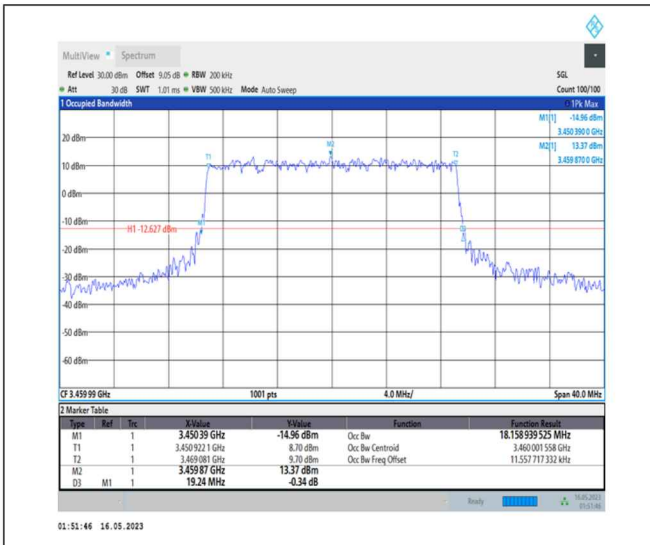 MultiView Spectrum
Ref Level 30.00 dBm Offset 9.05 dB RBW 200 kHz SGL
Att 30 dB SWT 1.01 ms VBW 500 kHz Mode Auto Sweep Count 100/100
1 Occupied Bandwidth 1Pk Max
M1[1] -14.96 dBm
3.450 390 0 GHz
M2[1] 13.37 dBm
3.459 870 0 GHz
20 dBm
M2
T1 T2
10 dBm
0 dBm
-10 dBm
M1
H1 -12.627 dBm
-20 dBm
-30 dBm
-40 dBm
-50 dBm
-60 dBm
CF 3.459 99 GHz 1001 pts 4.0 MHz/ Span 40.0 MHz
2 Marker Table
Type Ref Trc X-Value Y-Value Function Function Result
M1 1 3.450 39 GHz -14.96 dBm Occ Bw 18.158 939 525 MHz
T1 1 3.450 922 1 GHz 8.70 dBm Occ Bw Centroid 3.460 001 558 GHz
T2 1 3.469 081 GHz 9.70 dBm Occ Bw Freq Offset 11.557 717 332 kHz
M2 1 3.459 87 GHz 13.37 dBm
D3 M1 1 19.24 MHz -0.34 dB
Ready 16.05.2023
01:51:46
01:51:46 16.05.2023